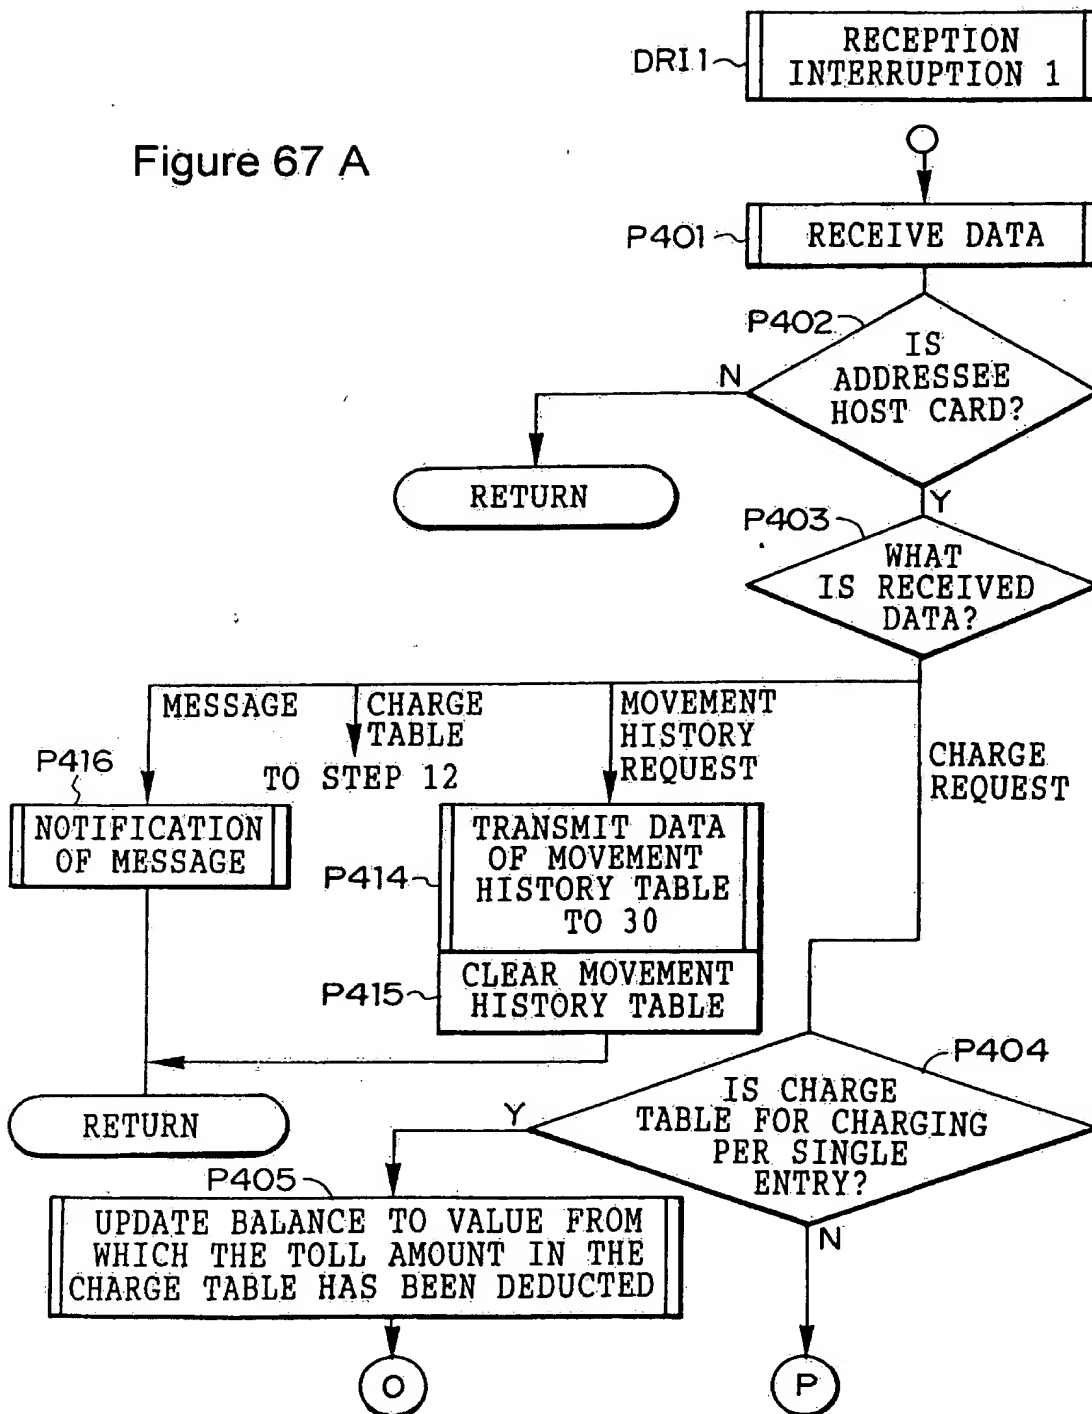 DRI1
RECEPTION
INTERRUPTION 1
Figure 67 A
P401
RECEIVE DATA
P402
IS
ADDRESSEE
HOST CARD?
N
RETURN
Y
P403
WHAT
IS RECEIVED
DATA?
MESSAGE
CHARGE
TABLE
TO STEP 12
MOVEMENT
HISTORY
REQUEST
CHARGE
REQUEST
P416
NOTIFICATION
OF MESSAGE
P414
TRANSMIT DATA
OF MOVEMENT
HISTORY TABLE
TO 30
P415
CLEAR MOVEMENT
HISTORY TABLE
RETURN
P404
IS CHARGE
TABLE FOR CHARGING
PER SINGLE
ENTRY?
Y
N
P405
UPDATE BALANCE TO VALUE FROM
WHICH THE TOLL AMOUNT IN THE
CHARGE TABLE HAS BEEN DEDUCTED
O
P